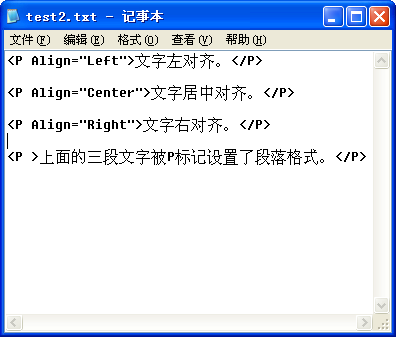 test2.txt - 记事本
文件(F) 编辑(E) 格式(O) 查看(V) 帮助(H)
<P Align="Left">文字左对齐。</P>
<P Align="Center">文字居中对齐。</P>
<P Align="Right">文字右对齐。</P>
<P >上面的三段文字被P标记设置了段落格式。</P>